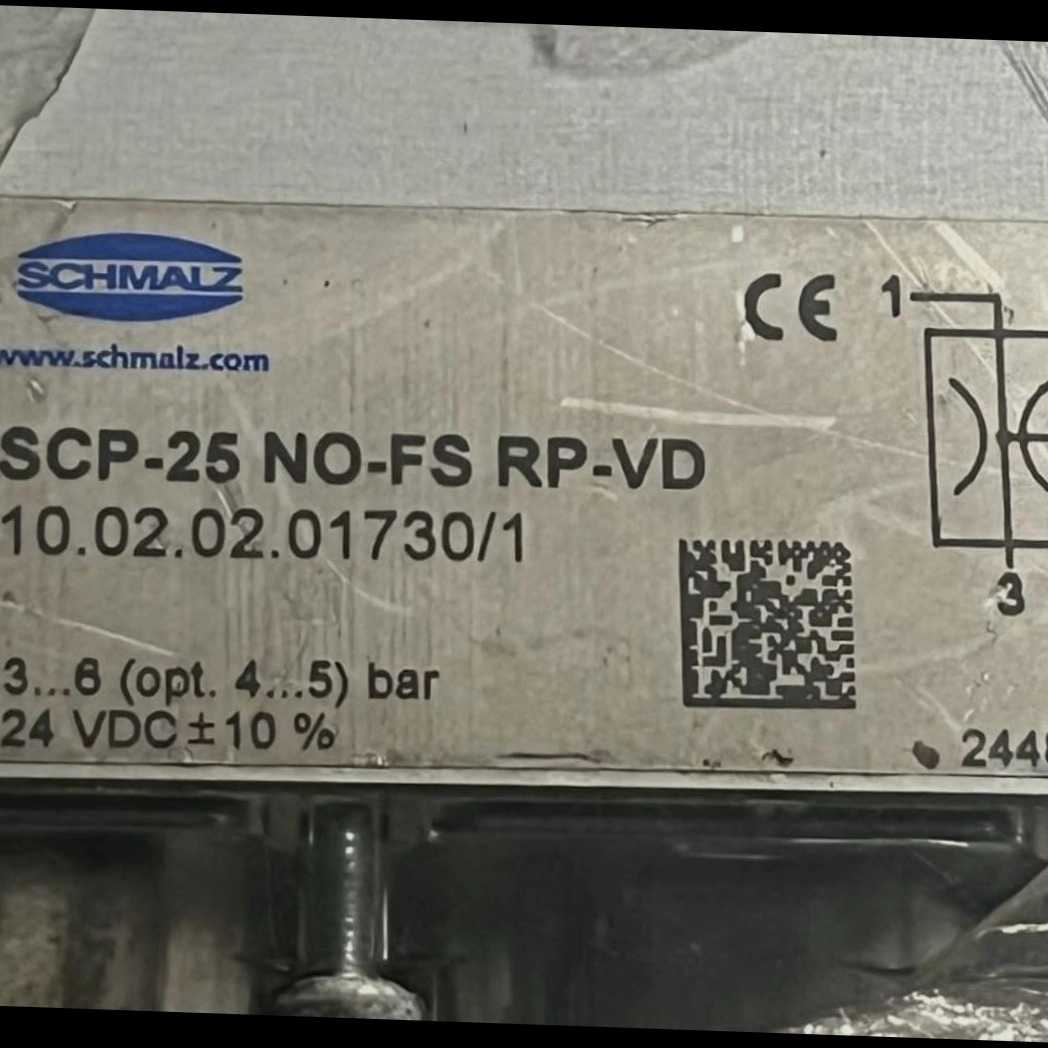 SCHMALZ
www.schmalz.com
CE 1
SCP-25 NO-FS RP-VD
10.02.02.01730/1
3
3...6 (opt. 4...5) bar
24 VDC ±10 %